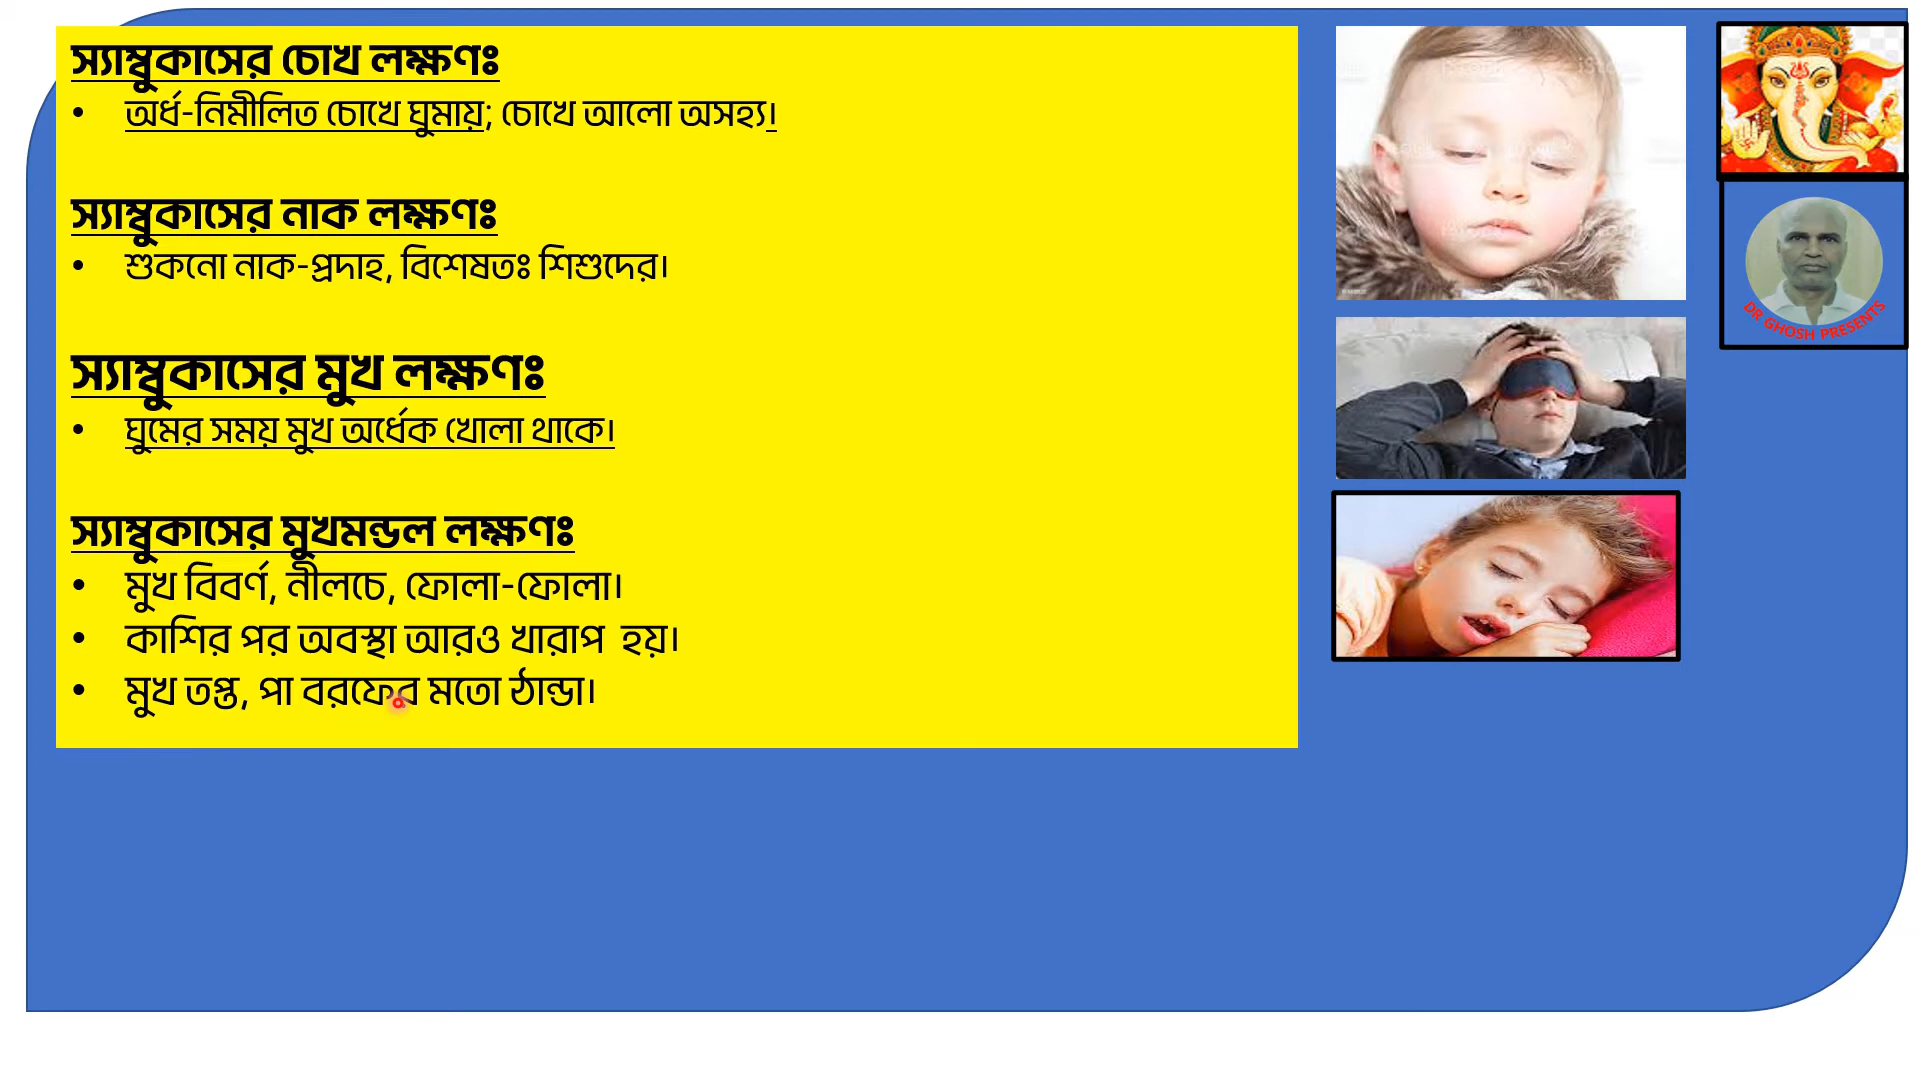 স্যাম্বুকাসের চোখ লক্ষণঃ
• অর্ধ-নিমীলিত চোখে ঘুমায়; চোখে আলো অসহ্য।
স্যাম্বুকাসের নাক লক্ষণঃ
• শুকনো নাক-প্রদাহ, বিশেষতঃ শিশুদের।
স্যাম্বুকাসের মুখ লক্ষণঃ
• ঘুমের সময় মুখ অর্ধেক খোলা থাকে।
স্যাম্বুকাসের মুখমন্ডল লক্ষণঃ
• মুখ বিবর্ণ, নীলচে, ফোলা-ফোলা।
• কাশির পর অবস্থা আরও খারাপ হয়।
• মুখ তপ্ত, পা বরফের মতো ঠান্ডা।
DR GHOSH PRESENTS